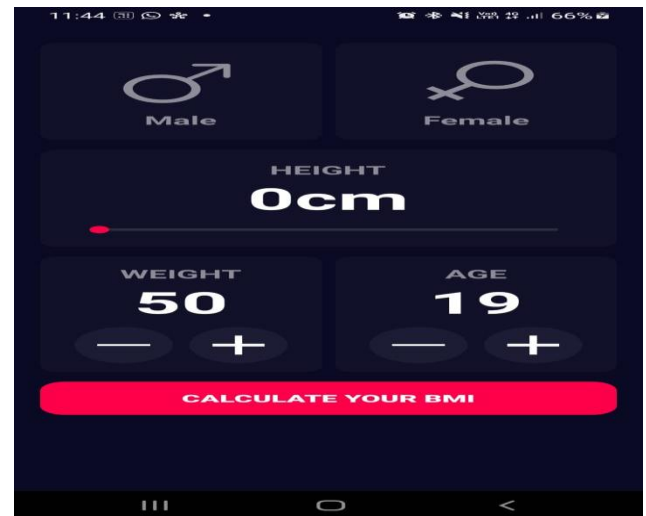 11:44
66%
Male Female
HEIGHT
0cm
WEIGHT AGE
50 19
CALCULATE YOUR BMI